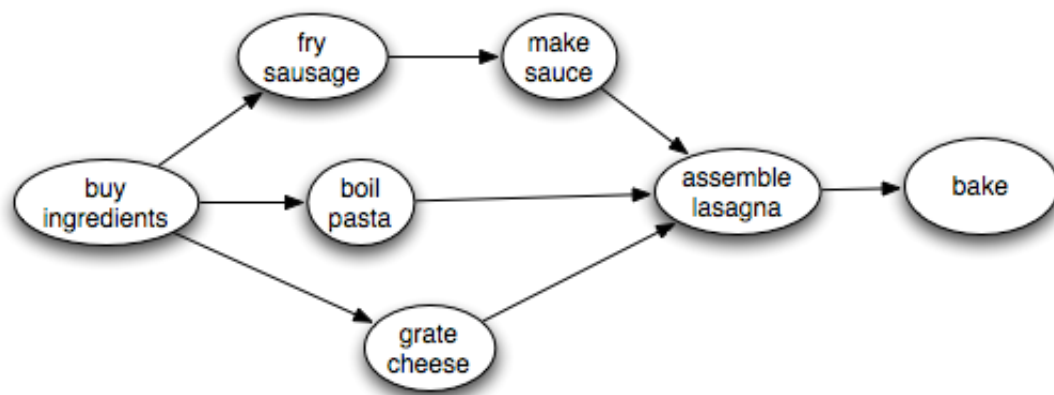 fry
sausage
make
sauce
buy
ingredients
boil
pasta
assemble
lasagna
bake
grate
cheese